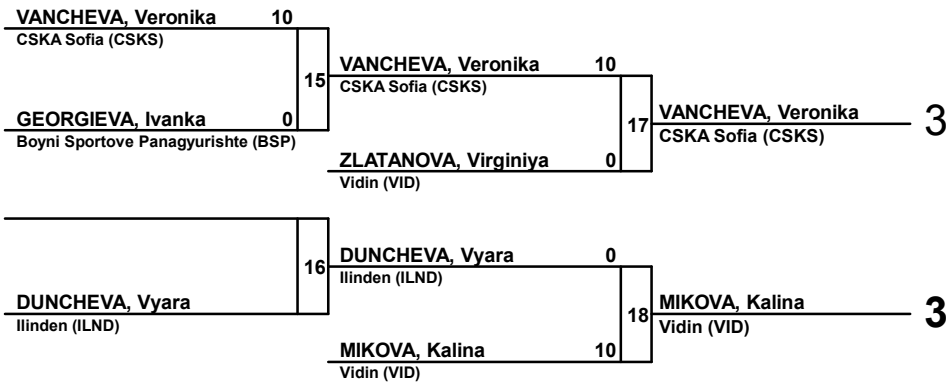 VANCHEVA, Veronika 10
CSKA Sofia (CSKS)
15
VANCHEVA, Veronika 10
CSKA Sofia (CSKS)
GEORGIEVA, Ivanka 0
Boyni Sportove Panagyurishte (BSP)
17
VANCHEVA, Veronika
CSKA Sofia (CSKS)
3
ZLATANOVA, Virginiya 0
Vidin (VID)
16
DUNCHEVA, Vyara 0
Ilinden (ILND)
DUNCHEVA, Vyara
Ilinden (ILND)
18
MIKOVA, Kalina
Vidin (VID)
3
MIKOVA, Kalina 10
Vidin (VID)